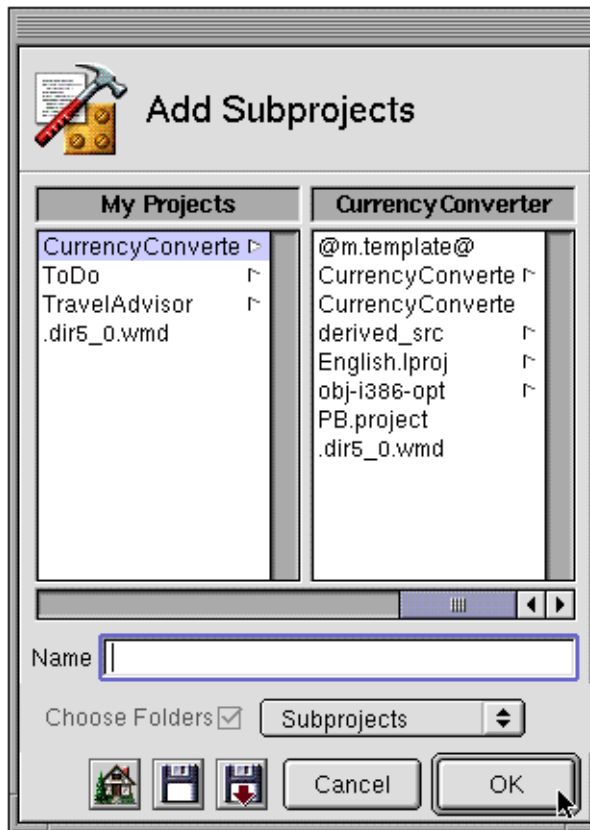 Add Subprojects
My Projects
CurrencyConverte
ToDo
TravelAdvisor
.dir5_0.wmd
CurrencyConverter
@m.template@
CurrencyConverte
CurrencyConverte
derived_src
English.lproj
obj-i386-opt
PB.project
.dir5_0.wmd
Name
Choose Folders
Subprojects
Cancel
OK